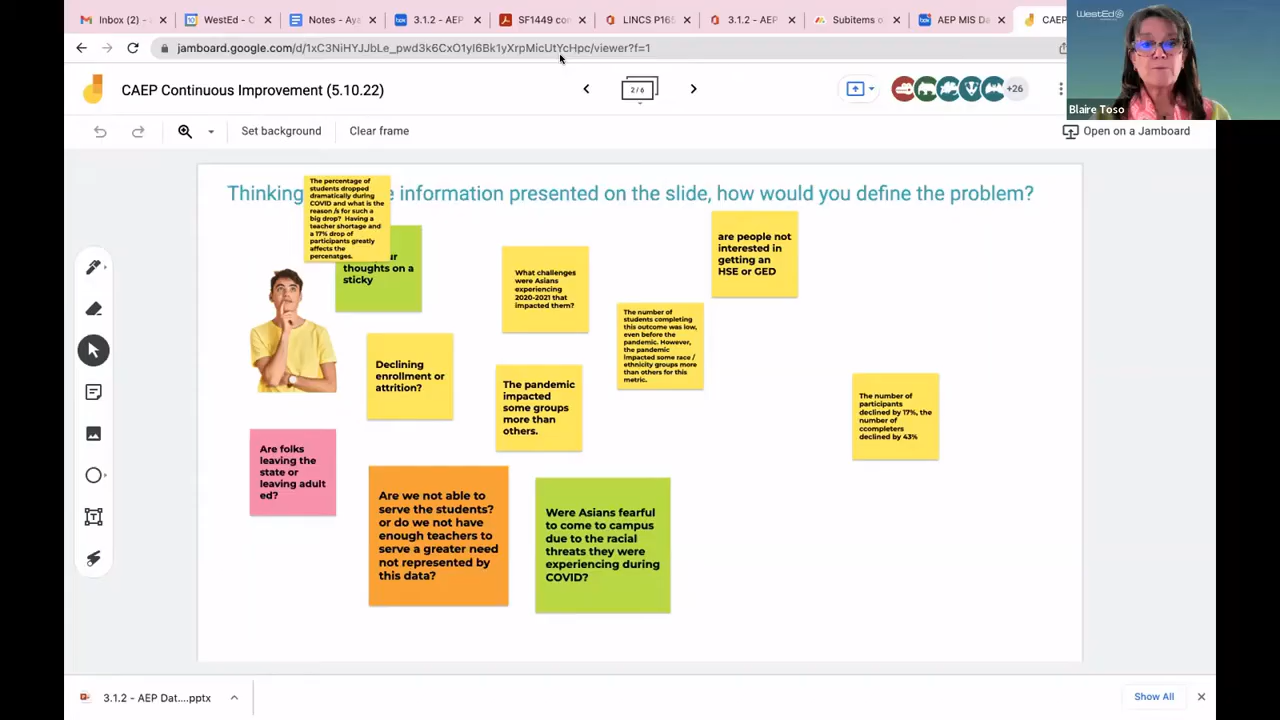 Inbox (2) -
WestEd - C
Notes - Aya
3.1.2 - AEP
SF1449 co
LINCS P165
3.1.2 - AEP
Subitems o
AEP MIS Da
CAEP
WestEd
jamboard.google.com/d/1xC3NiHYJJbLe_pwd3k6CxO1yI6Bk1yXrpMicUtYcHpc/viewer?f=1
Blaire Toso
CAEP Continuous Improvement (5.10.22)
2/6
+26
Set background
Clear frame
Open on a Jamboard
Thinking
e information presented on the slide, how would you define the problem?
The percentage of
students dropped
dramatically during
COVID and what is the
reason /s for such a
big drop? Having a
teacher shortage and
a 17% drop of
participants greatly
affects the
percenatges.
ur
thoughts on a
sticky
What challenges
were Asians
experiencing
2020-2021 that
impacted them?
are people not
interested in
getting an
HSE or GED
The number of
students completing
this outcome was low,
even before the
pandemic. However,
the pandemic
impacted some race /
ethnicity groups more
than others for this
metric.
Declining
enrollment or
attrition?
The pandemic
impacted
some groups
more than
others.
The number of
participants
declined by 17%, the
number of
ccompleters
declined by 43%
Are folks
leaving the
state or
leaving adult
ed?
Are we not able to
serve the students?
or do we not have
enough teachers to
serve a greater need
not represented by
this data?
Were Asians fearful
to come to campus
due to the racial
threats they were
experiencing during
COVID?
3.1.2 - AEP Dat....pptx
Show All